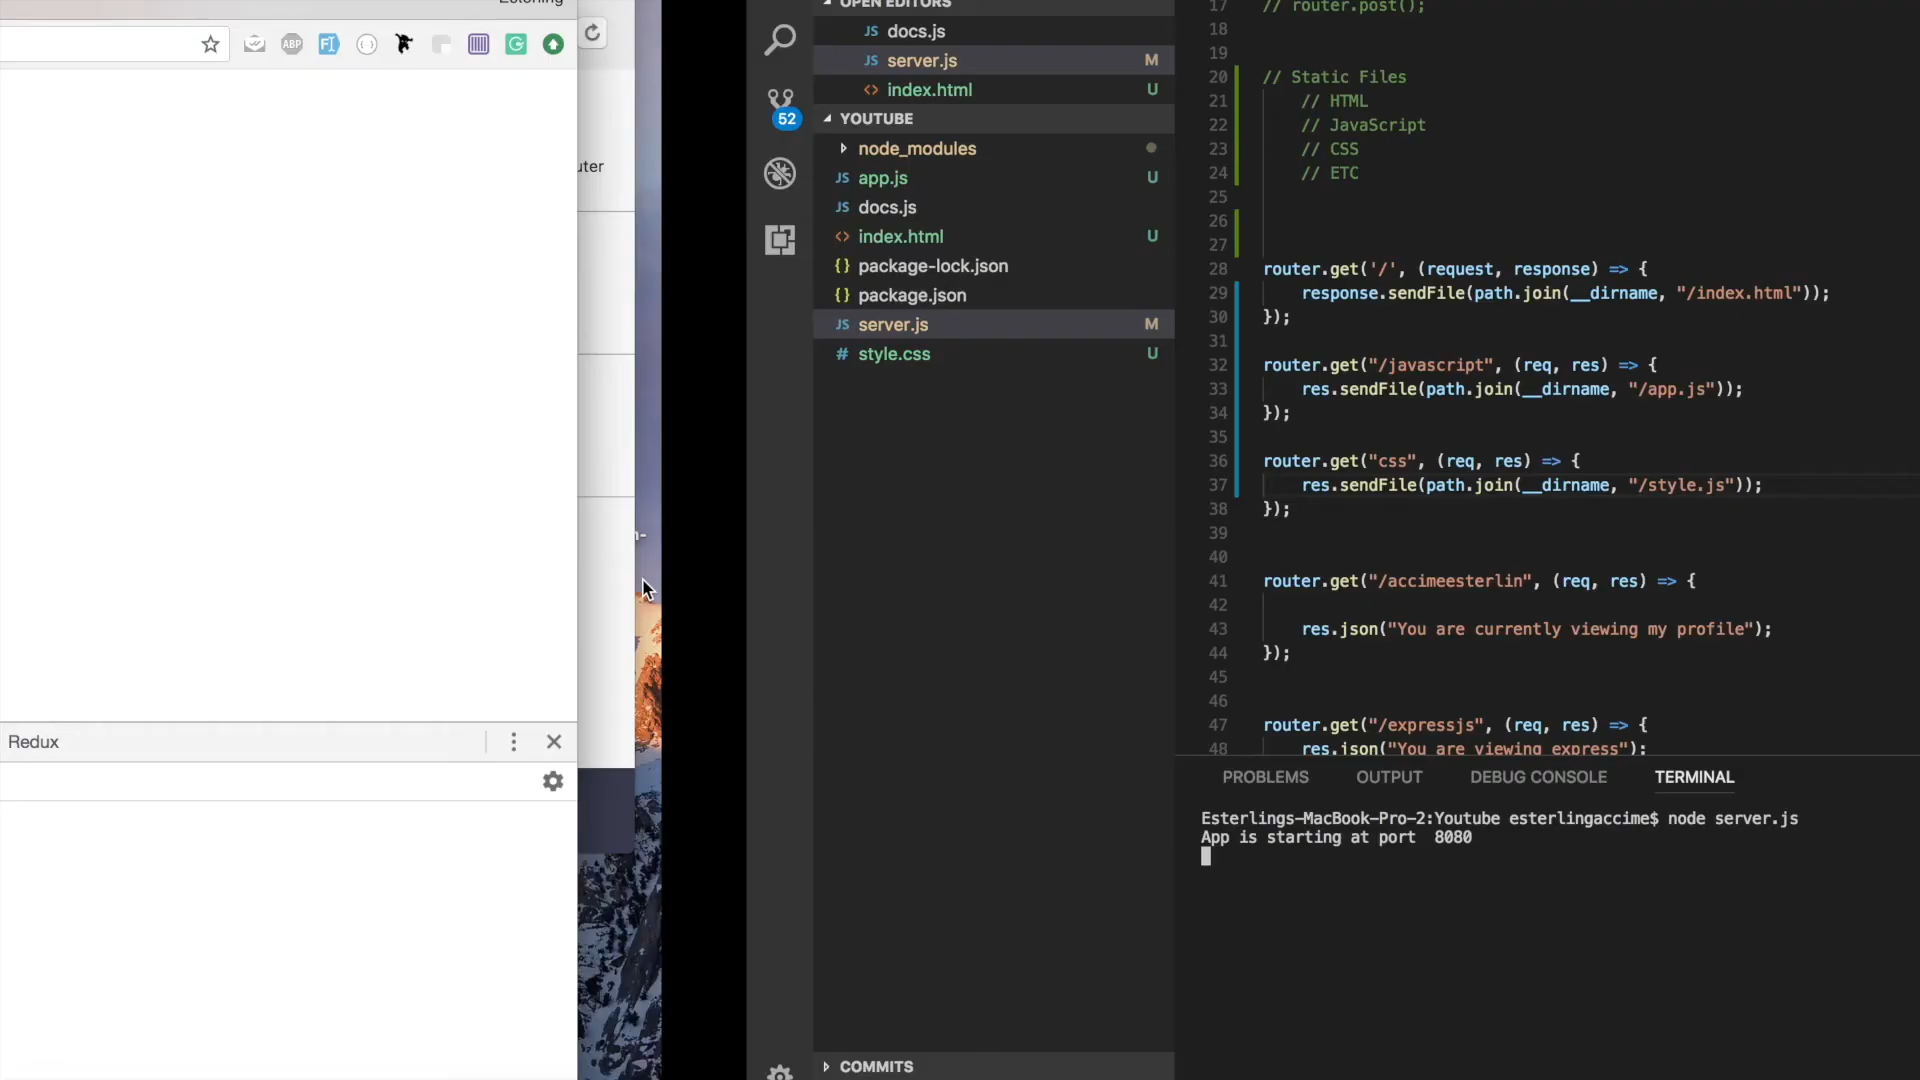 ABP
uter
n-
Redux
52
OPEN EDITORS
JS docs.js
JS server.js M
<> index.html U
YOUTUBE
node_modules
JS app.js U
JS docs.js
<> index.html U
{} package-lock.json
{} package.json
JS server.js M
# style.css U
COMMITS
17 // router.post();
18
19
20 // Static Files
21 // HTML
22 // JavaScript
23 // CSS
24 // ETC
25
26
27
28 router.get('/', (request, response) => {
29 response.sendFile(path.join(__dirname, "/index.html"));
30 });
31
32 router.get("/javascript", (req, res) => {
33 res.sendFile(path.join(__dirname, "/app.js"));
34 });
35
36 router.get("css", (req, res) => {
37 res.sendFile(path.join(__dirname, "/style.js"));
38 });
39
40
41 router.get("/accimeesterlin", (req, res) => {
42
43 res.json("You are currently viewing my profile");
44 });
45
46
47 router.get("/expressjs", (req, res) => {
48 res.json("You are viewing express");
PROBLEMS OUTPUT DEBUG CONSOLE TERMINAL
Esterlings-MacBook-Pro-2:Youtube esterlingaccime$ node server.js
App is starting at port 8080